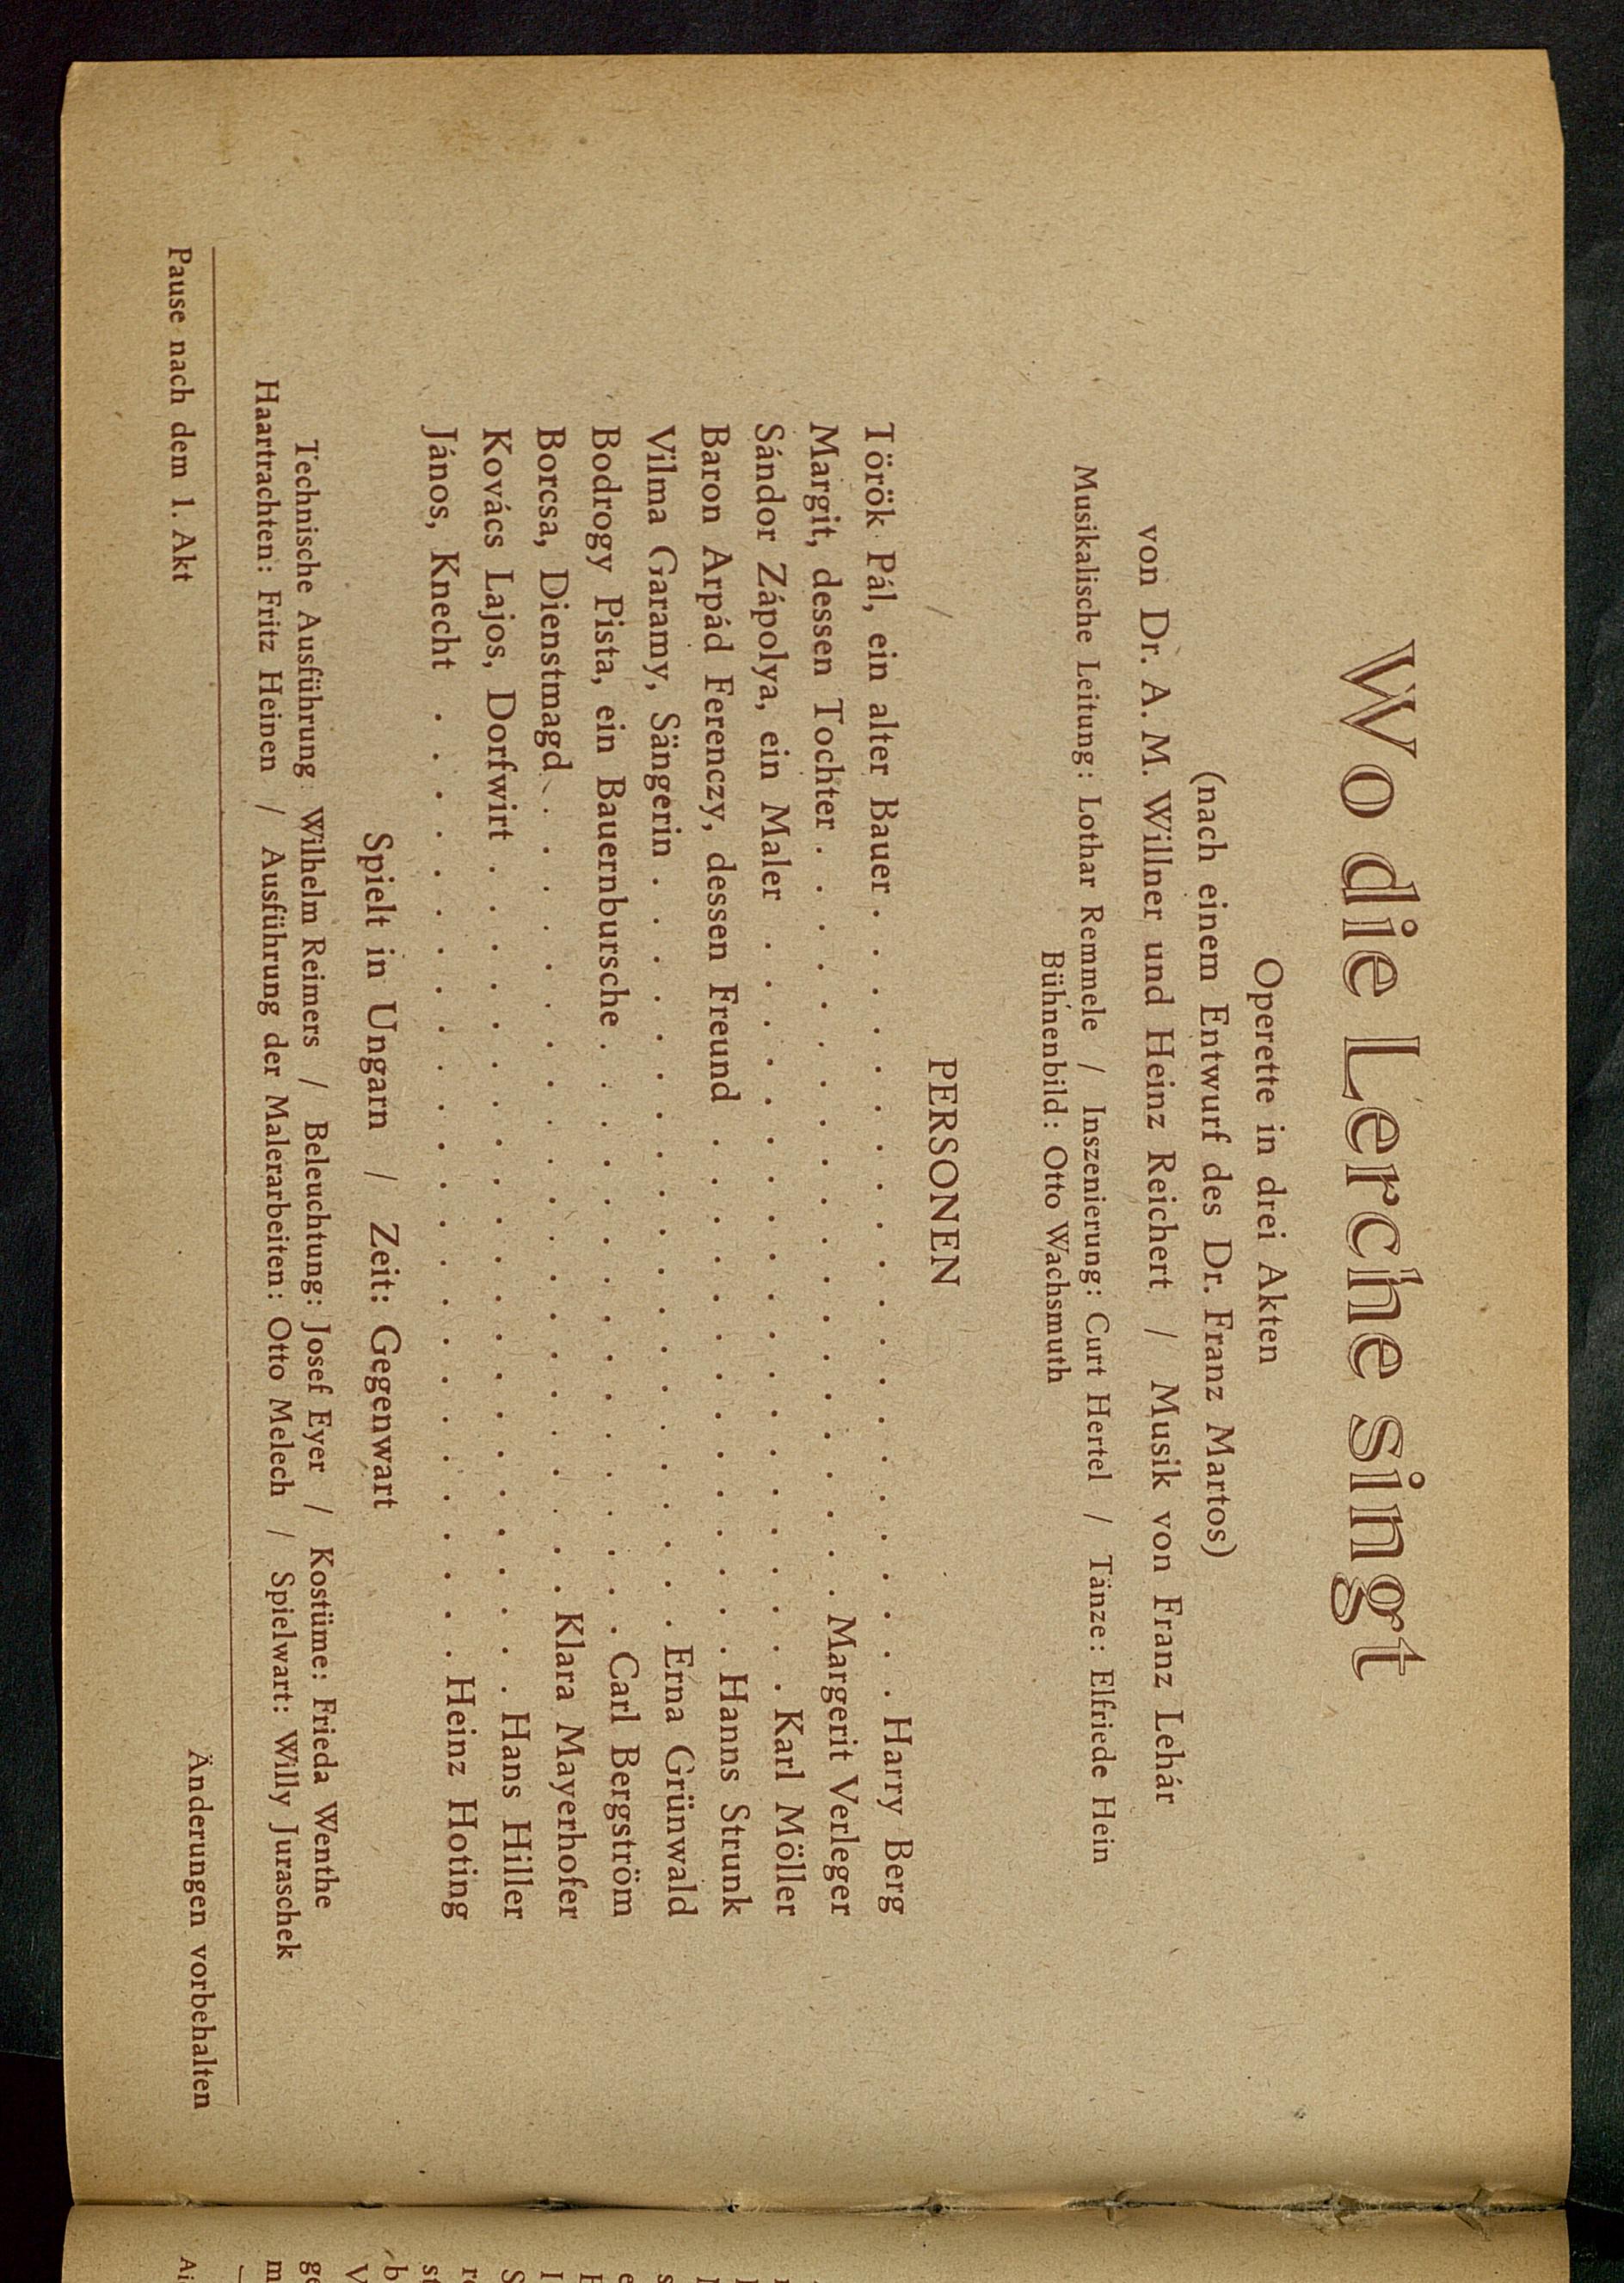 Wo die Lerche singt
Operette in drei Akten
(nach einem Entwurf des Dr. Franz Martos)
von Dr. A. M. Willner und Heinz Reichert / Musik von Franz Lehár
Musikalische Leitung: Lothar Remmele / Inszenierung: Curt Hertel / Tänze: Elfriede Hein
Bühnenbild: Otto Wachsmuth
PERSONEN
Török Pál, ein alter Bauer . . . . . . . . . . . . . . . . . . . . . Harry Berg
Margit, dessen Tochter . . . . . . . . . . . . . . . . . . . . Margerit Verleger
Sándor Zápolya, ein Maler . . . . . . . . . . . . . . . . . . . . Karl Möller
Baron Arpád Ferenczy, dessen Freund . . . . . . . . . . . . . . Hanns Strunk
Vilma Garamy, Sängerin . . . . . . . . . . . . . . . . . . . . Erna Grünwald
Bodrogy Pista, ein Bauernbursche . . . . . . . . . . . . . . . . Carl Bergström
Borcsa, Dienstmagd . . . . . . . . . . . . . . . . . . . . . Klara Mayerhofer
Kovács Lajos, Dorfwirt . . . . . . . . . . . . . . . . . . . . . . Hans Hiller
János, Knecht . . . . . . . . . . . . . . . . . . . . . . . . . Heinz Hoting
Spielt in Ungarn / Zeit: Gegenwart
Technische Ausführung: Wilhelm Reimers / Beleuchtung: Josef Eyer / Kostüme: Frieda Wenthe
Haartrachten: Fritz Heinen / Ausführung der Malerarbeiten: Otto Melech / Spielwart: Willy Juraschek
Pause nach dem 1. Akt
Änderungen vorbehalten